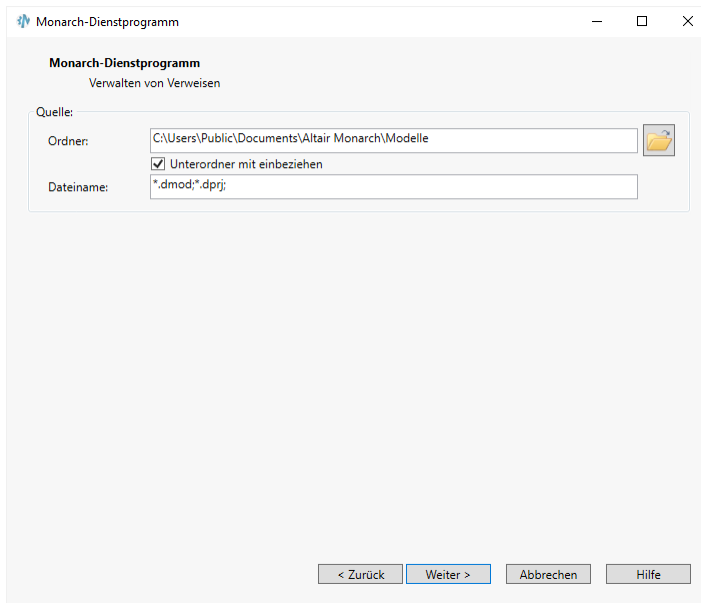 Monarch-Dienstprogramm
Monarch-Dienstprogramm
Verwalten von Verweisen
Quelle:
Ordner:
C:\Users\Public\Documents\Altair Monarch\Modelle
Unterordner mit einbeziehen
Dateiname:
*.dmod;*.dprj;
< Zurück
Weiter >
Abbrechen
Hilfe